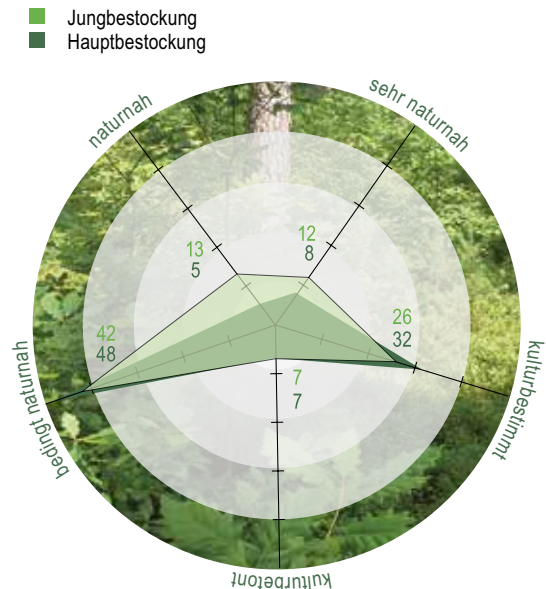 Jungbestockung
Hauptbestockung
naturnah
sehr naturnah
13
5
12
8
26
32
42
48
7
7
bedingt naturnah
kulturbestimmt
kulturbetont